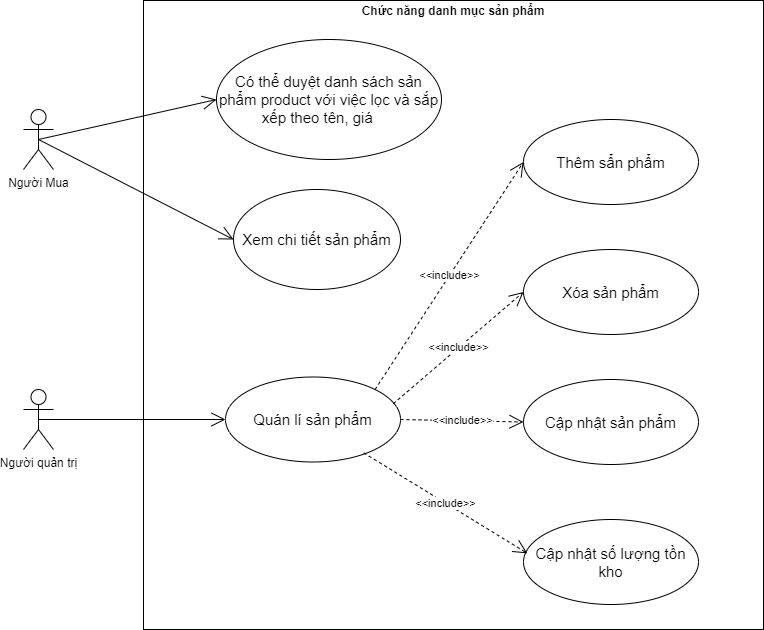 Chức năng danh mục sản phẩm
Có thể duyệt danh sách sản
phẩm product với việc lọc và sắp
xếp theo tên, giá
Người Mua
Xem chi tiết sản phẩm
Thêm sẩn phẩm
<<include>>
Xóa sản phẩm
<<include>>
Quán lí sản phẩm
<<include>>
Cập nhật sản phẩm
Người quản trị
<<include>>
Cập nhật số lượng tồn
kho